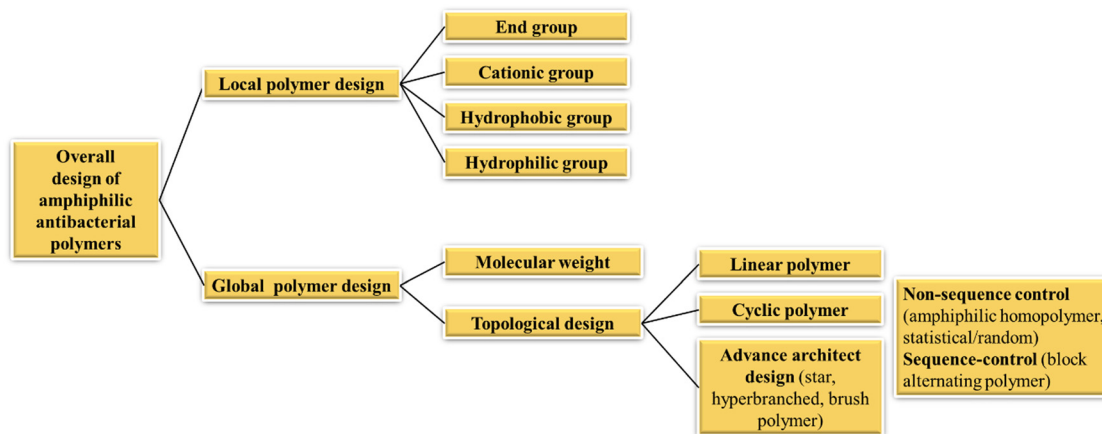 Overall
design of
amphiphilic
antibacterial
polymers
Local polymer design
End group
Cationic group
Hydrophobic group
Hydrophilic group
Global polymer design
Molecular weight
Topological design
Linear polymer
Cyclic polymer
Advance architect
design (star,
hyperbranched, brush
polymer)
Non-sequence control
(amphiphilic homopolymer,
statistical/random)
Sequence-control (block
alternating polymer)